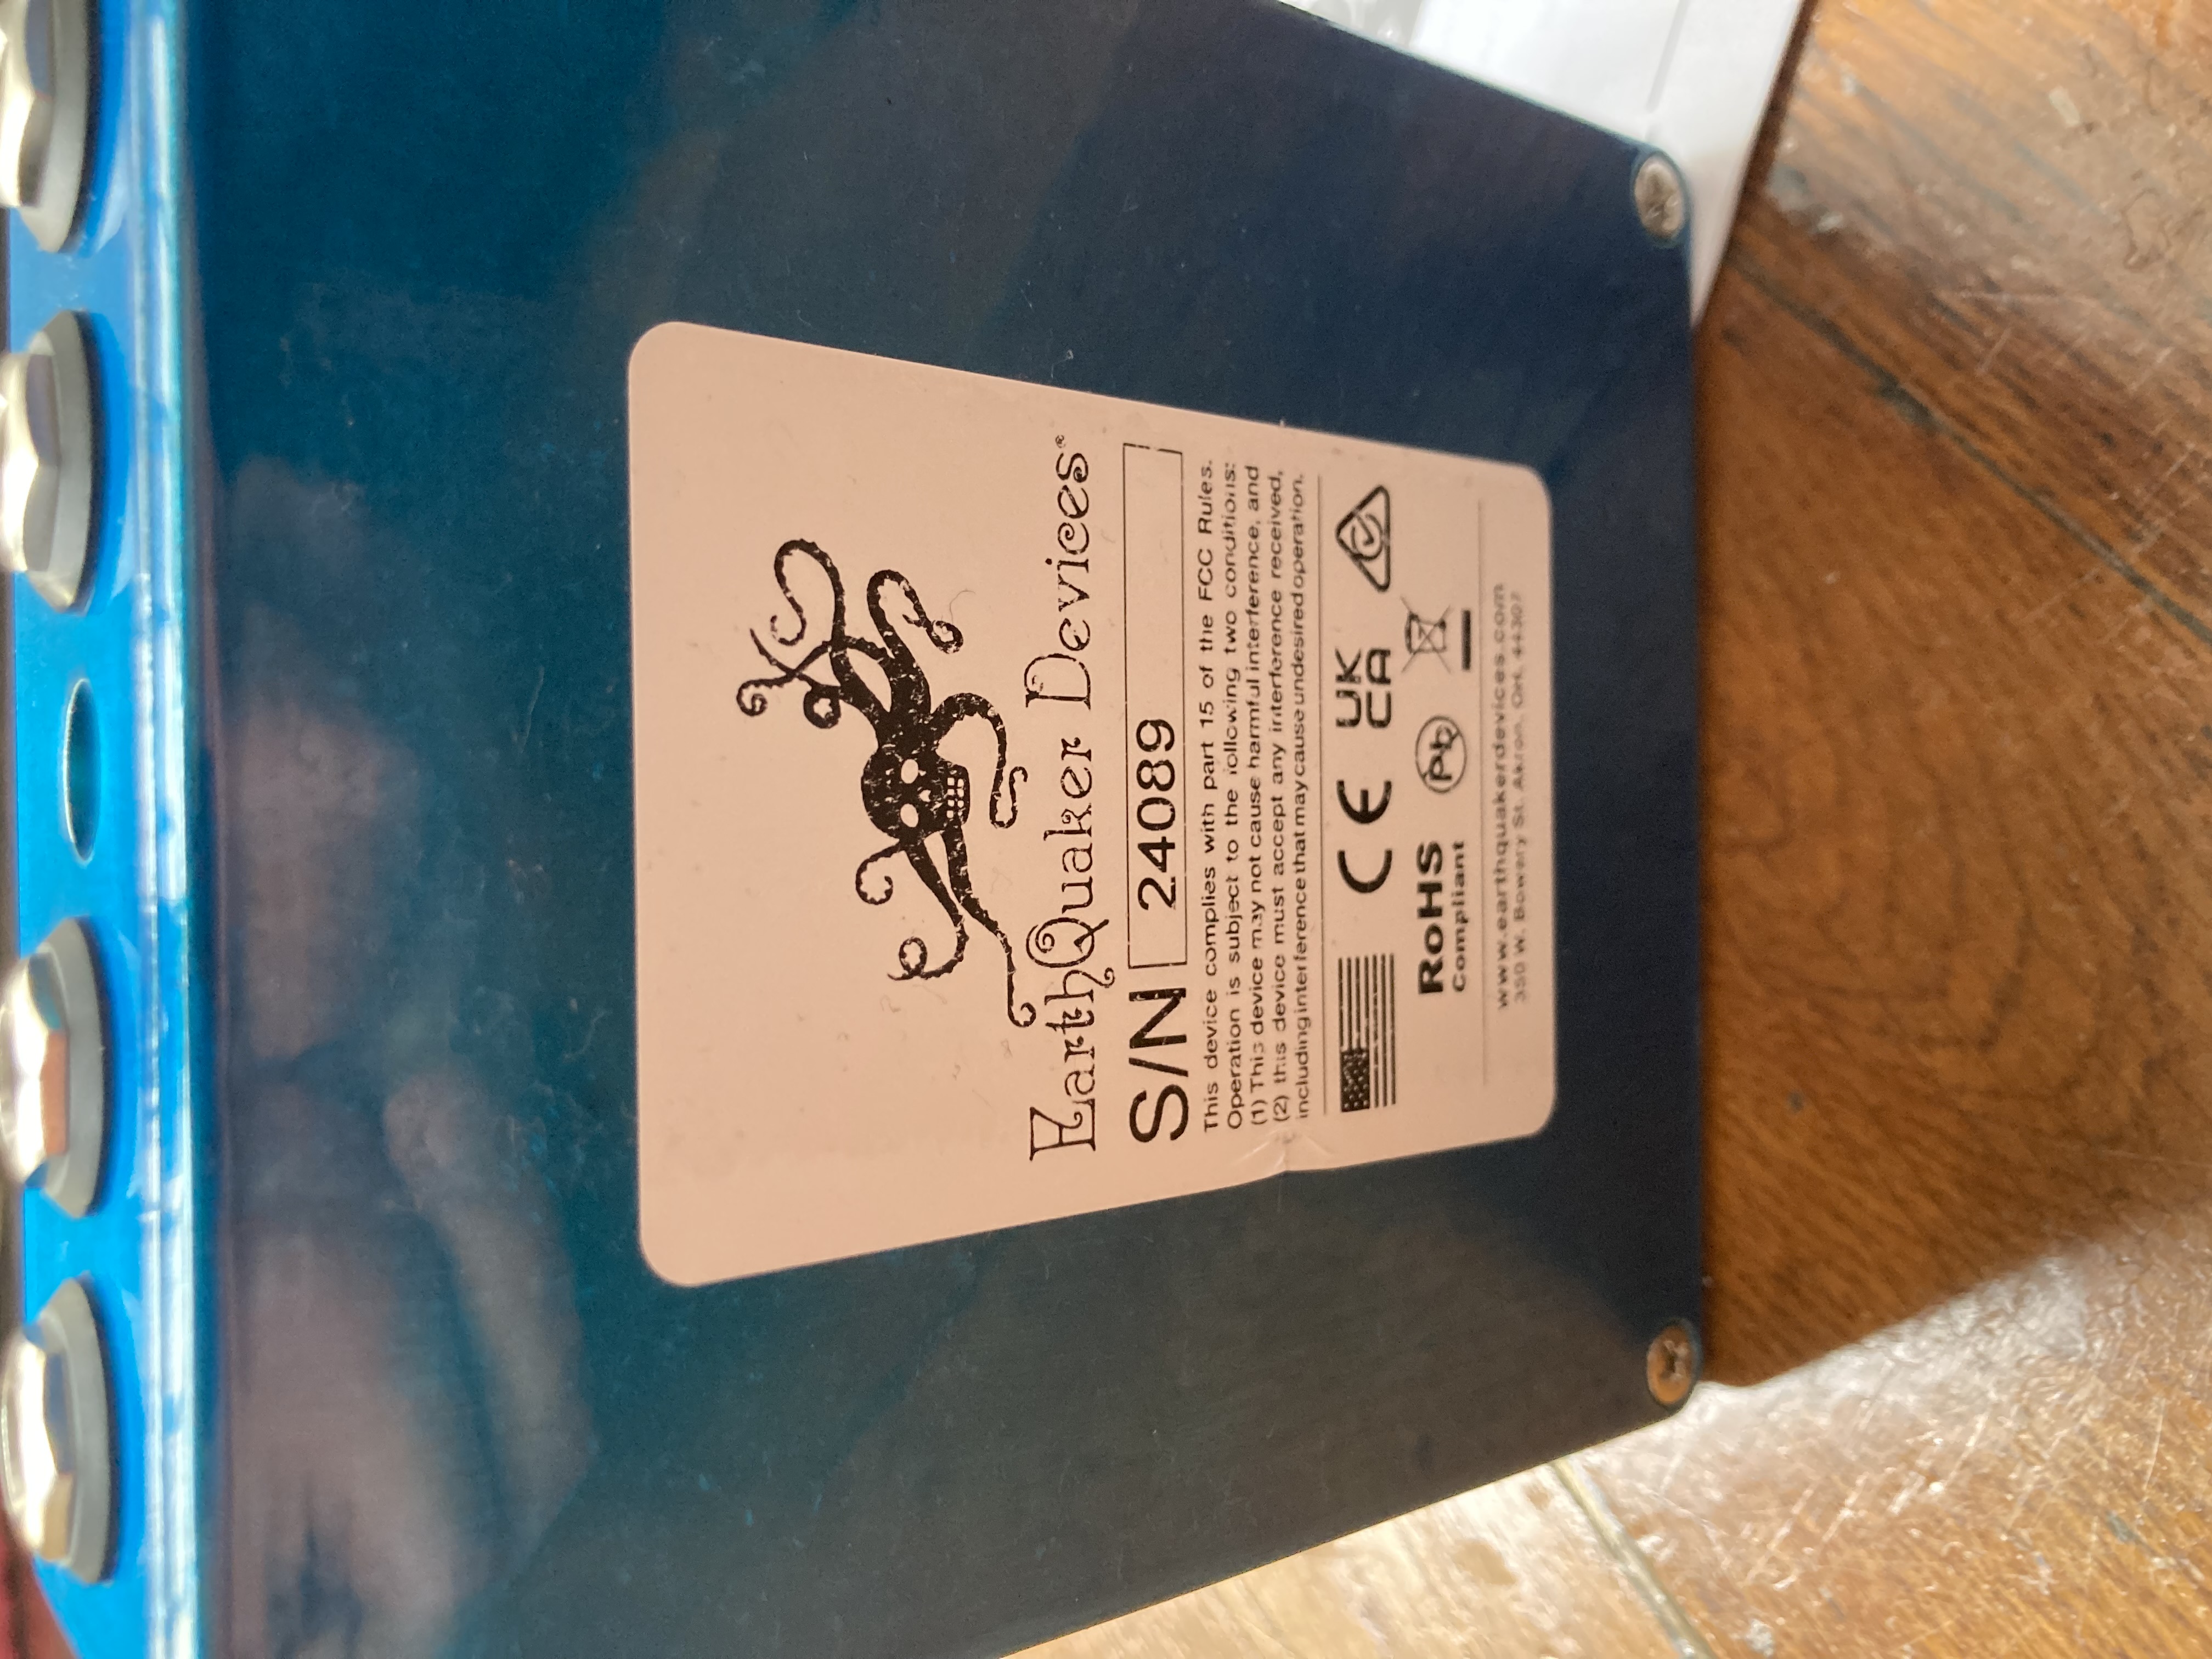 EarthQuaker Devices®
S/N 24089
This device complies with part 15 of the FCC Rules.
Operation is subject to the following two conditions:
(1) This device may not cause harmful interference, and
(2) this device must accept any interference received,
including interference that may cause undesired operation.
CE UK
CA
RoHS Pb
Compliant
www.earthquakerdevices.com
350 W. Bowery St. Akron, OH. 44307